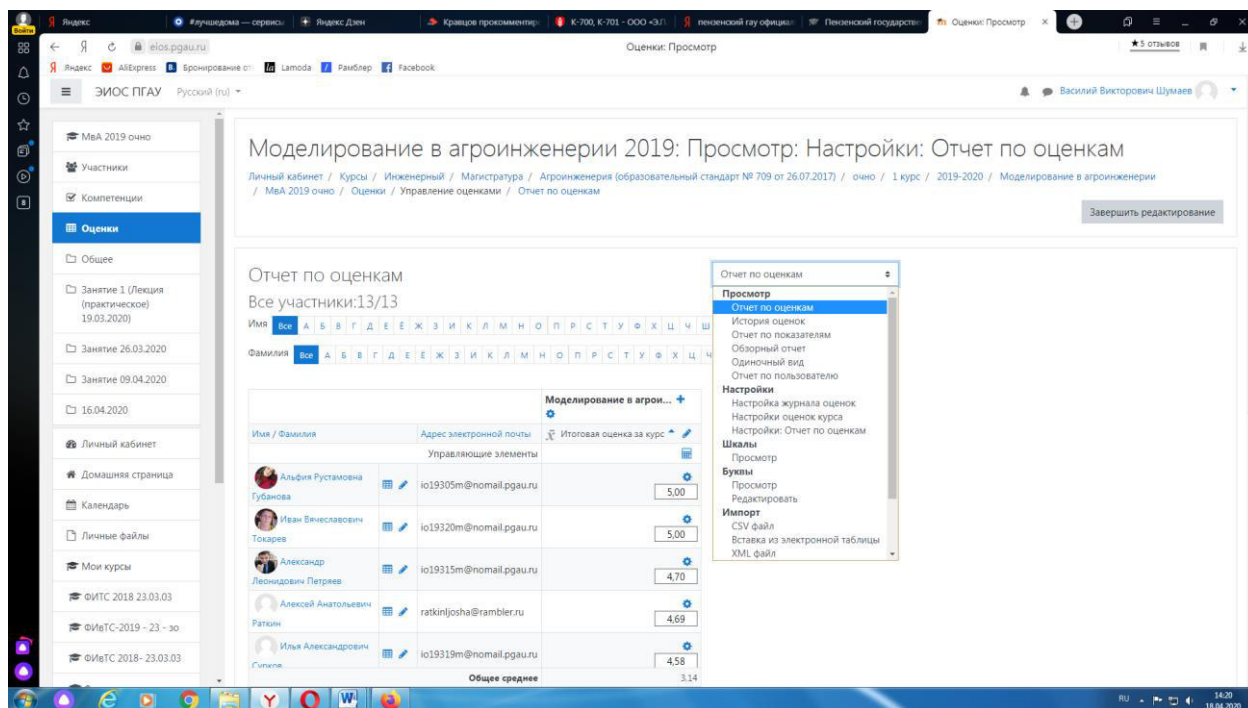 Яндекс
#лучшедома — сервисы
Яндекс Дзен
Кравцов прокомментир
К-700, К-701 - ООО «ЗЛ
пензенский гау официал
Пензенский государстве
Оценки: Просмотр
Войти
eios.pgau.ru
Оценки: Просмотр
★5 отзывов
Яндекс
AliExpress
Бронирование от
Lamoda
Рамблер
Facebook
ЭИОС ПГАУ
Русский (ru)
Василий Викторович Шумаев
МвА 2019 очно
Участники
Компетенции
Оценки
Общее
Занятие 1 (Лекция
(практическое)
19.03.2020)
Занятие 26.03.2020
Занятие 09.04.2020
16.04.2020
Личный кабинет
Домашняя страница
Календарь
Личные файлы
Мои курсы
ФИТС 2018 23.03.03
ФИвТС-2019 - 23 - зо
ФИвТС 2018- 23.03.03
Моделирование в агроинженерии 2019: Просмотр: Настройки: Отчет по оценкам
Личный кабинет / Курсы / Инженерный / Магистратура / Агроинженерия (образовательный стандарт № 709 от 26.07.2017) / очно / 1 курс / 2019-2020 / Моделирование в агроинженерии
/ МвА 2019 очно / Оценки / Управление оценками / Отчет по оценкам
Завершить редактирование
Отчет по оценкам
Все участники:13/13
Имя Все А Б В Г Д Е Ё Ж З И К Л М Н О П Р С Т У Ф Х Ц Ч Ш
Фамилия Все А Б В Г Д Е Ё Ж З И К Л М Н О П Р С Т У Ф Х Ц Ч
Моделирование в агрои...
Имя / Фамилия
Адрес электронной почты
Итоговая оценка за курс
Управляющие элементы
Альфия Рустамовна
Губанова
io19305m@nomail.pgau.ru
5,00
Иван Вячеславович
Токарев
io19320m@nomail.pgau.ru
5,00
Александр
Леонидович Петряев
io19315m@nomail.pgau.ru
4,70
Алексей Анатольевич
Раткин
ratkinljosha@rambler.ru
4,69
Илья Александрович
Сурков
io19319m@nomail.pgau.ru
4,58
Общее среднее
3.14
Отчет по оценкам
Просмотр
Отчет по оценкам
История оценок
Отчет по показателям
Обзорный отчет
Одиночный вид
Отчет по пользователю
Настройки
Настройка журнала оценок
Настройки оценок курса
Настройки: Отчет по оценкам
Шкалы
Просмотр
Буквы
Просмотр
Редактировать
Импорт
CSV файл
Вставка из электронной таблицы
XML файл
RU
14:20
18.04.2020